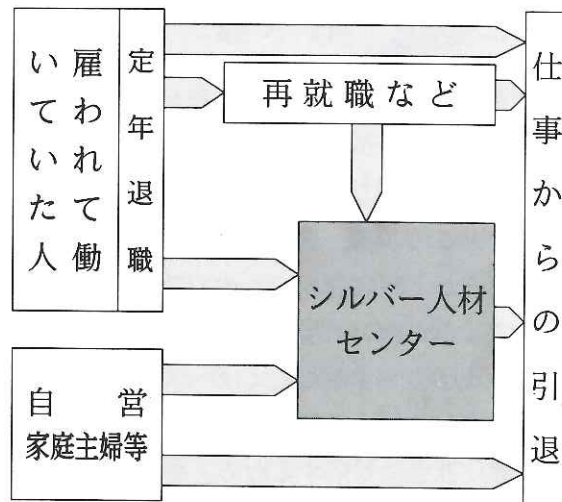 雇われて働
いていた人
定年退職
再就職など
シルバー人材
センター
自営
家庭主婦等
仕事からの引退